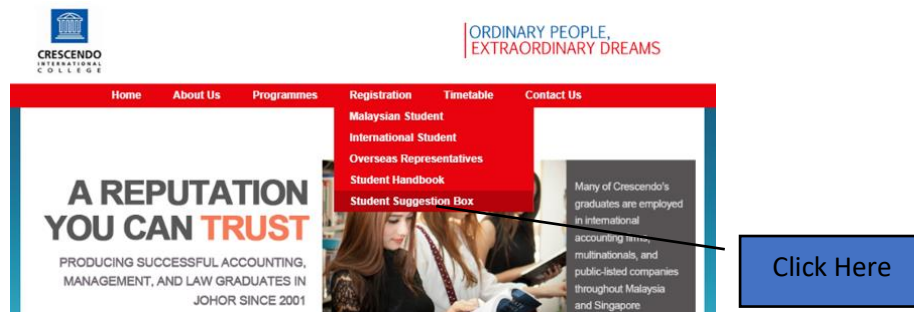 CRESCENDO
INTERNATIONAL
COLLEGE
ORDINARY PEOPLE,
EXTRAORDINARY DREAMS
Home About Us Programmes Registration Timetable Contact Us
Malaysian Student
International Student
Overseas Representatives
Student Handbook
Student Suggestion Box
A REPUTATION
YOU CAN TRUST
PRODUCING SUCCESSFUL ACCOUNTING,
MANAGEMENT, AND LAW GRADUATES IN
JOHOR SINCE 2001
Many of Crescendo's
graduates are employed
in international
accounting firms,
multinationals, and
public-listed companies
throughout Malaysia
and Singapore
Click Here